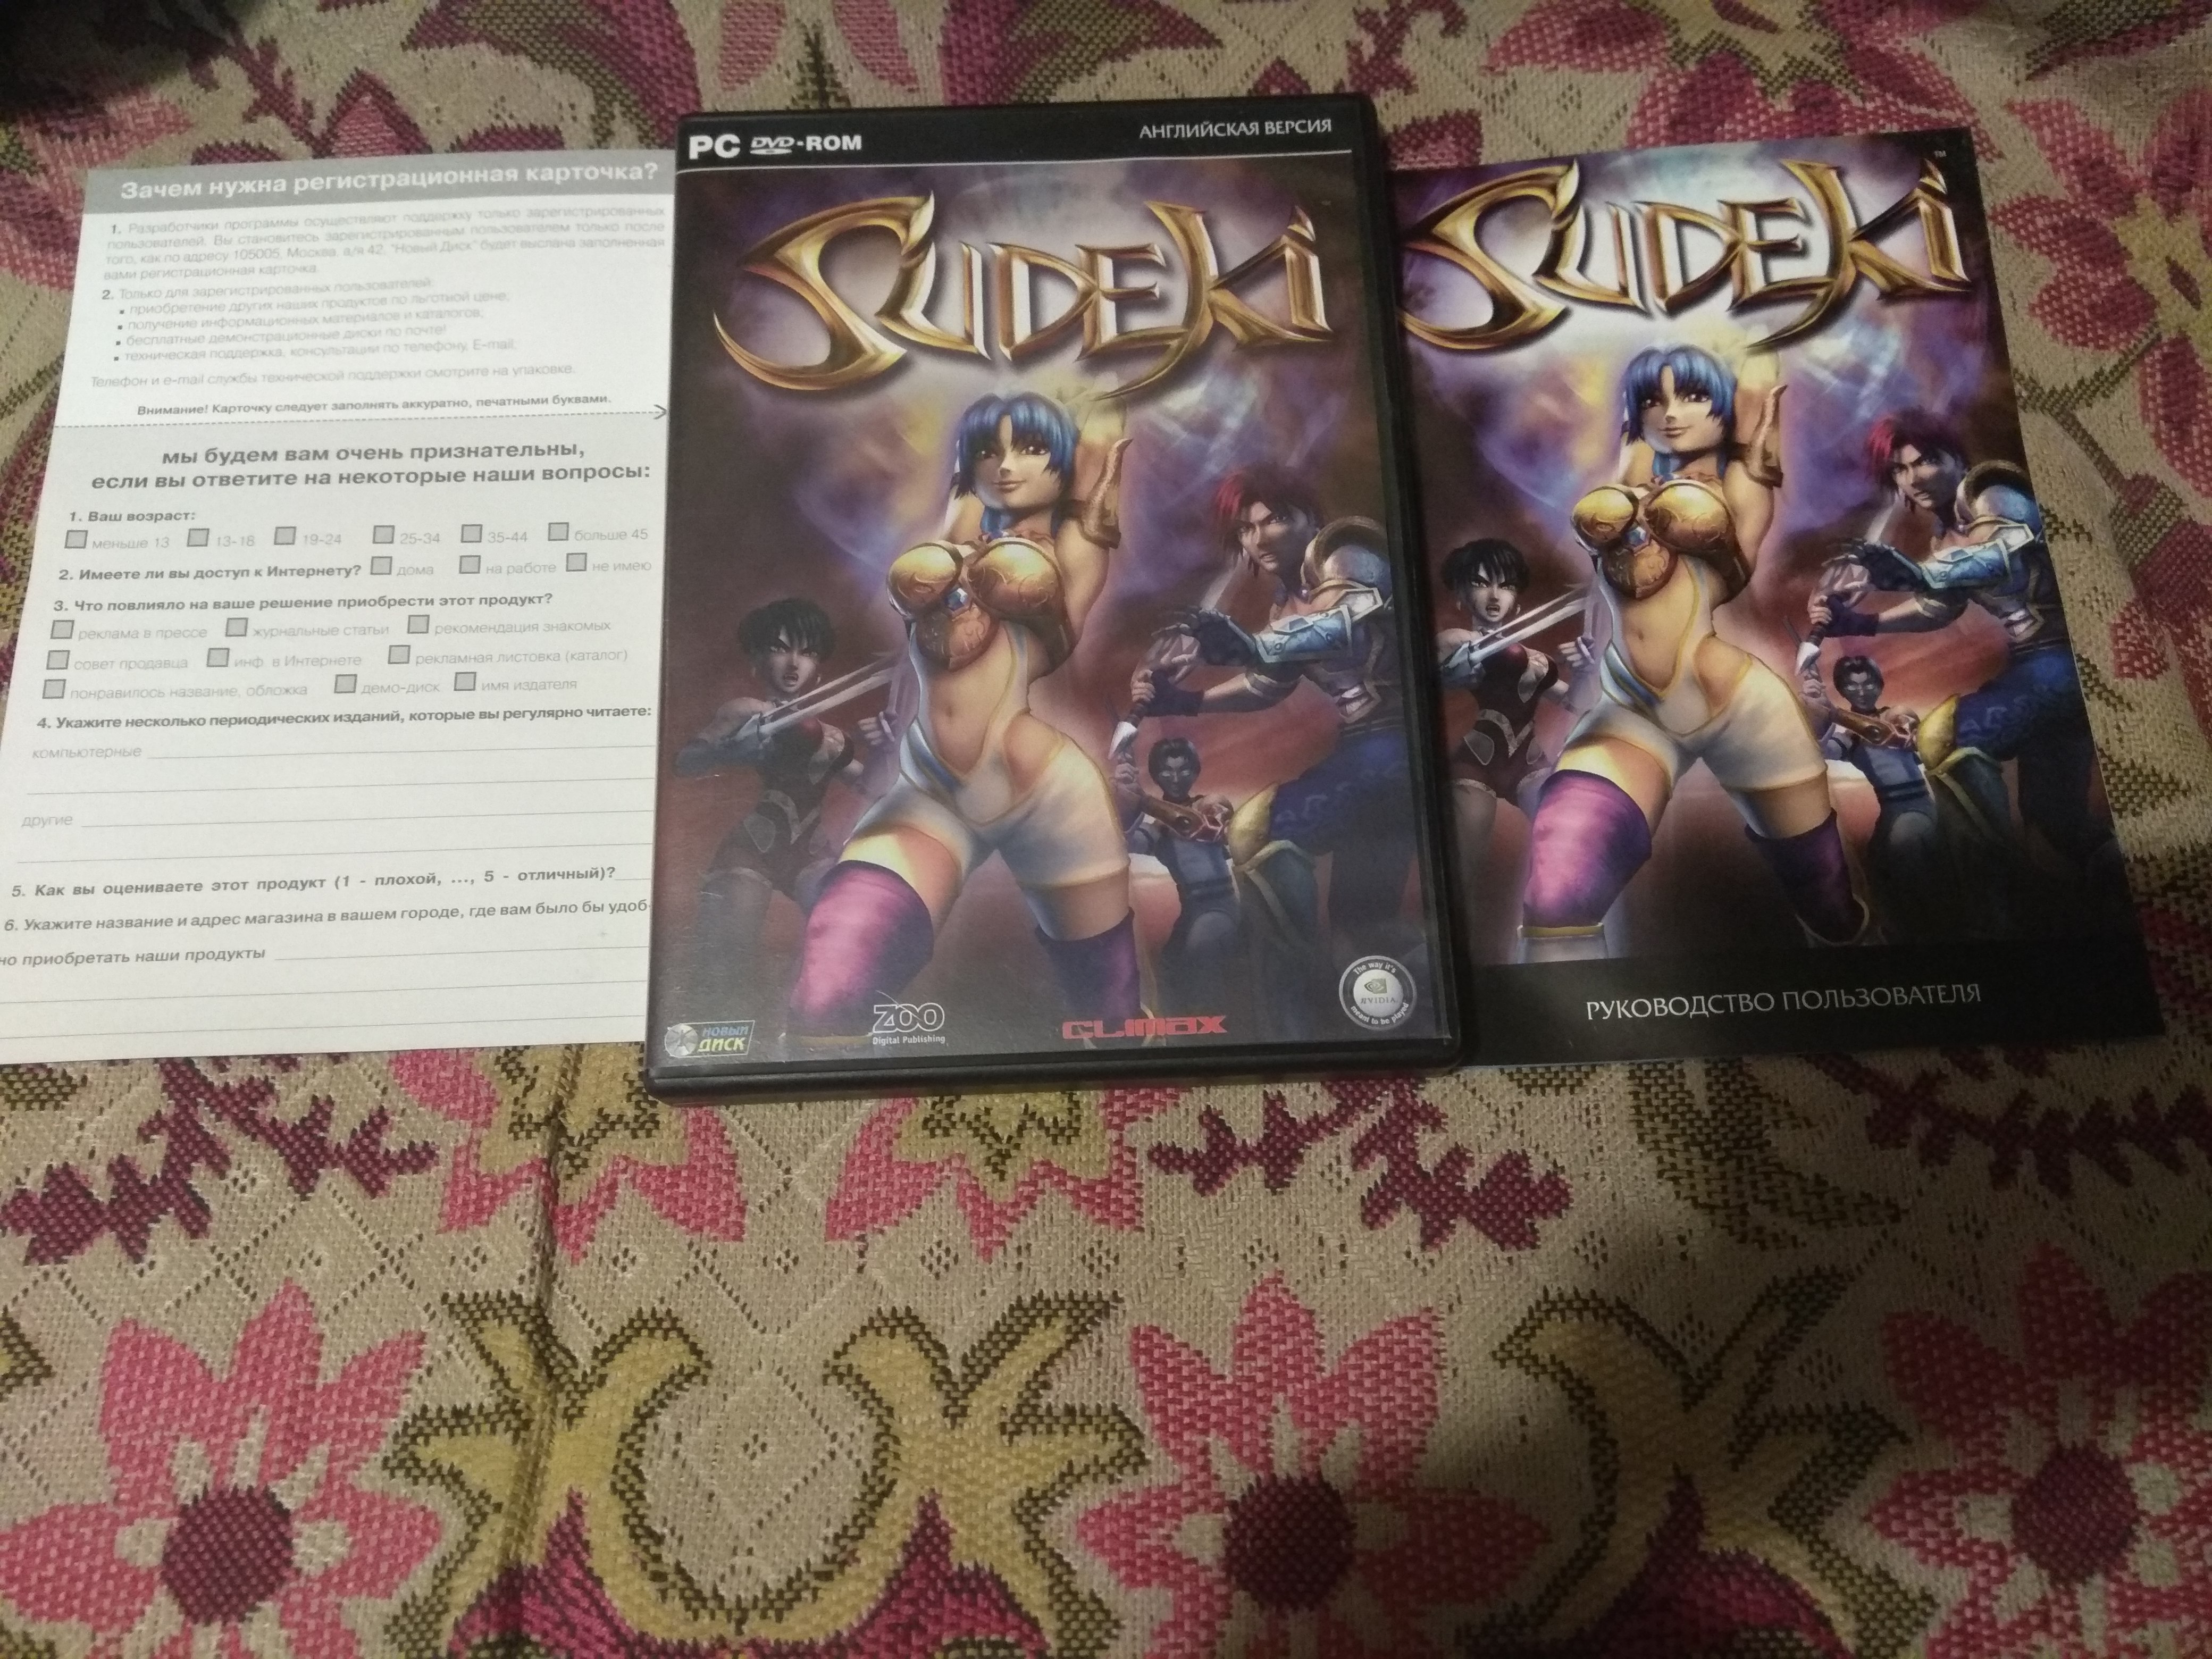 Зачем нужна регистрационная карточка?
1. Разработчики программы осуществляют поддержку только зарегистрированных
пользователей. Вы становитесь зарегистрированным пользователем только после
того, как по адресу 105005, Москва, а/я 42, "Новый Диск" будет выслана заполненная
вами регистрационная карточка.
2. Только для зарегистрированных пользователей:
приобретение других наших продуктов по льготной цене;
получение информационных материалов и каталогов;
бесплатные демонстрационные диски по почте!
техническая поддержка, консультации по телефону, E-mail.
Телефон и e-mail службы технической поддержки смотрите на упаковке.
Внимание! Карточку следует заполнять аккуратно, печатными буквами.
мы будем вам очень признательны,
если вы ответите на некоторые наши вопросы:
1. Ваш возраст:
меньше 13 13-18 19-24 25-34 35-44 больше 45
2. Имеете ли вы доступ к Интернету? дома на работе не имею
3. Что повлияло на ваше решение приобрести этот продукт?
реклама в прессе журнальные статьи рекомендация знакомых
совет продавца инф. в Интернете рекламная листовка (каталог)
понравилось название, обложка демо-диск имя издателя
4. Укажите несколько периодических изданий, которые вы регулярно читаете:
компьютерные
другие
5. Как вы оцениваете этот продукт (1 - плохой, ..., 5 - отличный)?
6. Укажите название и адрес магазина в вашем городе, где вам было бы удоб-
но приобретать наши продукты
PC DVD-ROM
АНГЛИЙСКАЯ ВЕРСИЯ
SUDEKI
НОВЫЙ
ДИСК
ZOO
Digital Publishing
CLIMAX
The way it's
NVIDIA
meant to be played
SUDEKI
TM
РУКОВОДСТВО ПОЛЬЗОВАТЕЛЯ